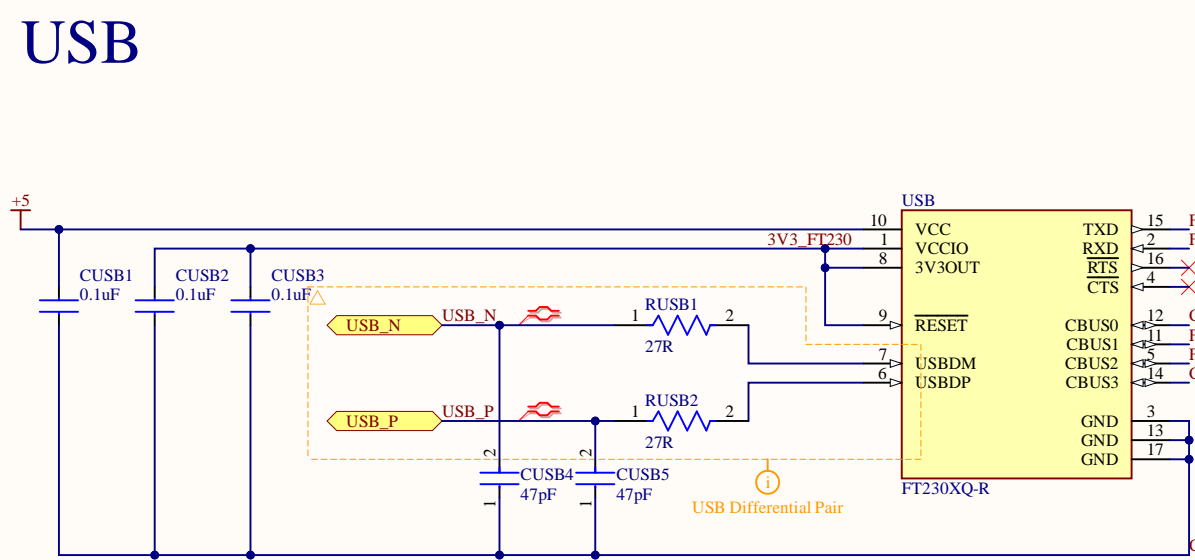 USB
+5
USB
10 VCC TXD 15
3V3_FT230 1 VCCIO RXD 2
8 3V3OUT RTS 16
CTS 4
CUSB1
0.1uF
CUSB2
0.1uF
CUSB3
0.1uF
USB_N USB_N
1 RUSB1 2
27R
9 RESET CBUS0 12
CBUS1 11
7 USBDM CBUS2 5
6 USBDP CBUS3 14
USB_P USB_P
1 RUSB2 2
27R
GND 3
GND 13
GND 17
2 CUSB4
1 47pF
2 CUSB5
1 47pF
i
USB Differential Pair
FT230XQ-R